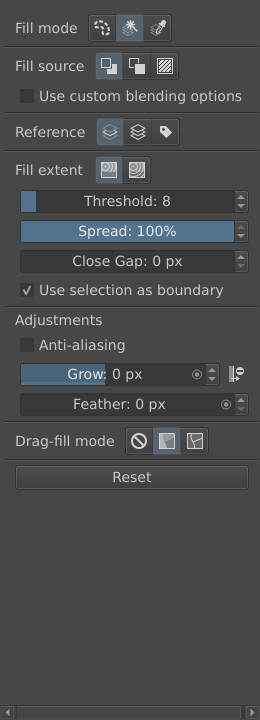 Fill mode
Fill source
Use custom blending options
Reference
Fill extent
Threshold: 8
Spread: 100%
Close Gap: 0 px
Use selection as boundary
Adjustments
Anti-aliasing
Grow: 0 px
Feather: 0 px
Drag-fill mode
Reset